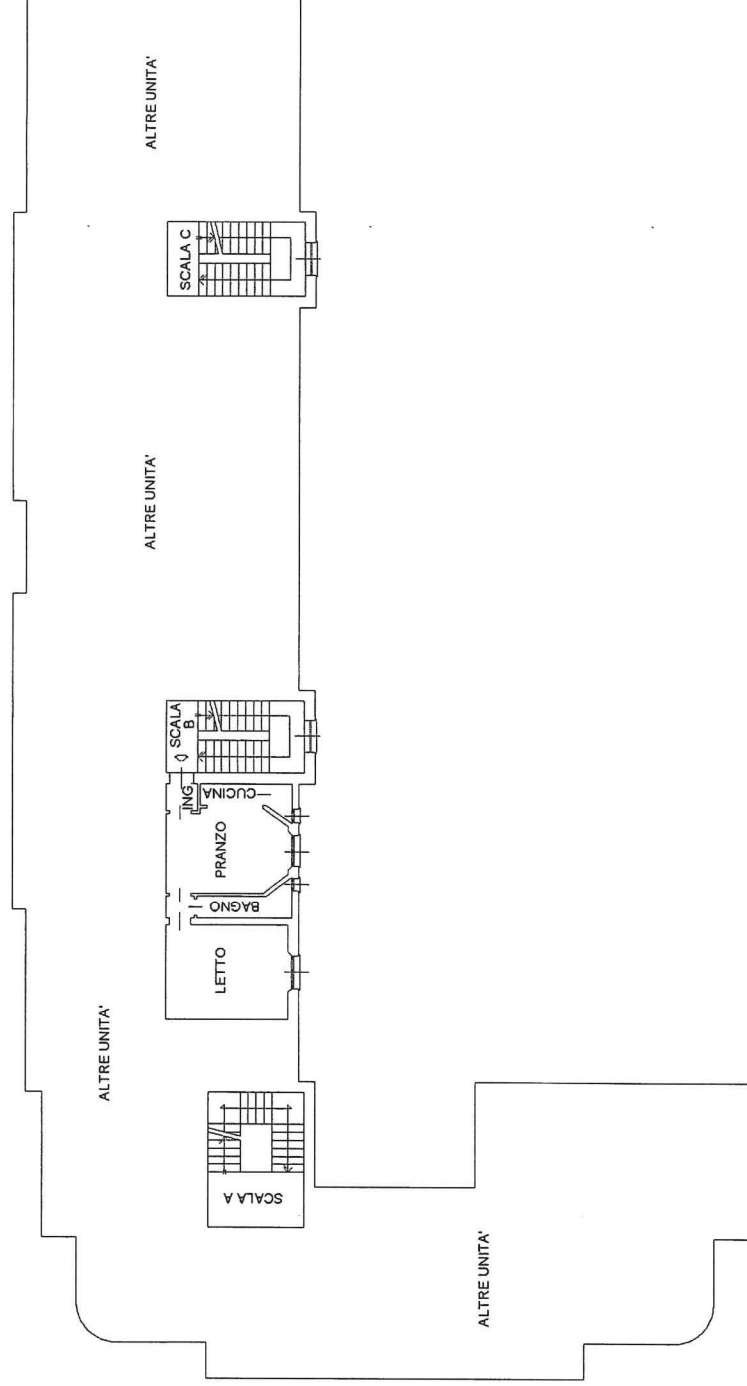 ALTRE UNITA'
SCALA C
ALTRE UNITA'
SCALA
B
ING
CUCINA
PRANZO
BAGNO
LETTO
ALTRE UNITA'
SCALA A
ALTRE UNITA'